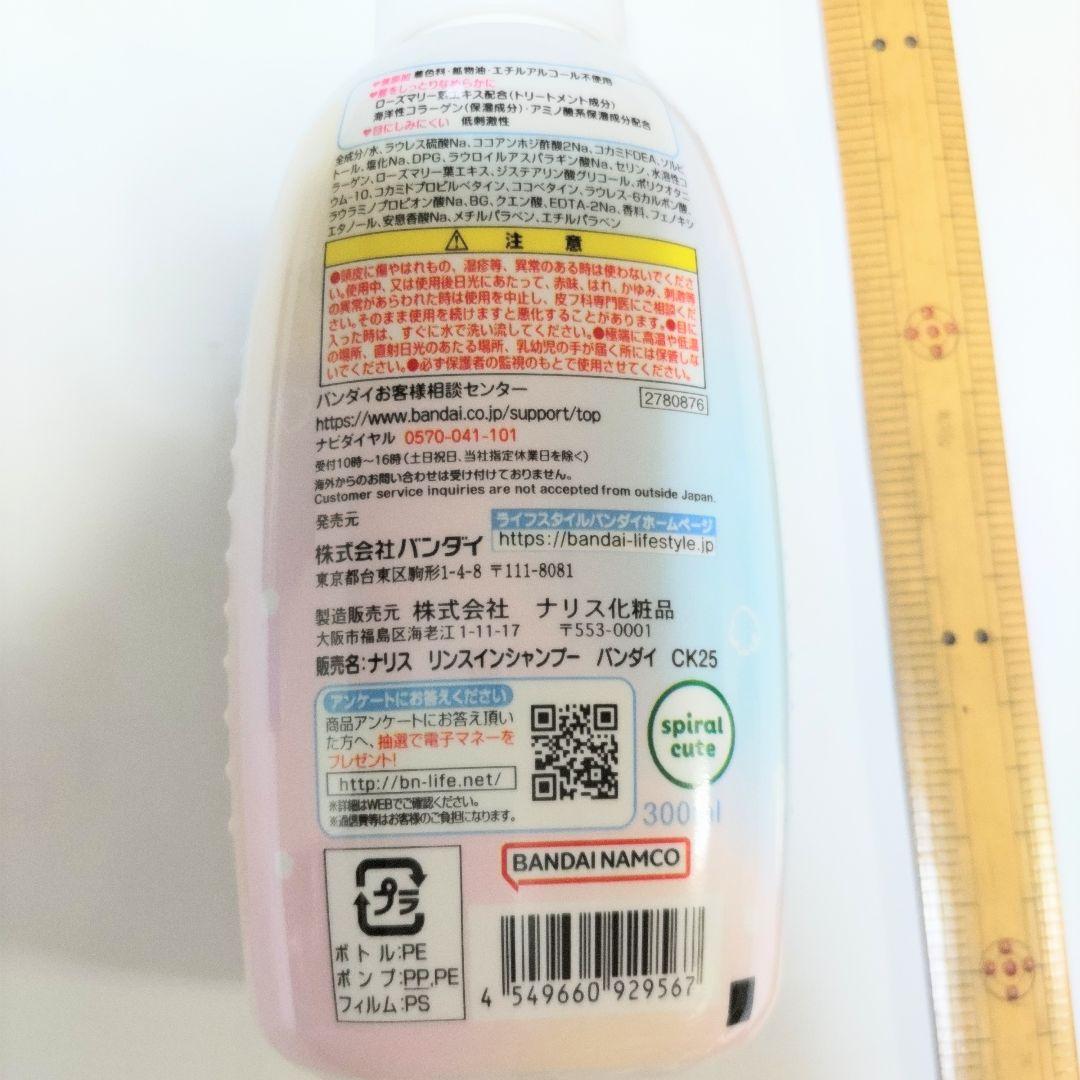 ♥無添加 着色料・鉱物油・エチルアルコール不使用
♥髪をしっとりなめらかに
ローズマリー葉エキス配合(トリートメント成分)
海洋性コラーゲン(保湿成分)・アミノ酸系保湿成分配合
♥目にしみにくい 低刺激性
全成分/水、ラウレス硫酸Na、ココアンホジ酢酸2Na、コカミドDEA、ソルビ
トール、塩化Na、DPG、ラウロイルアスパラギン酸Na、セリン、水溶性コ
ラーゲン、ローズマリー葉エキス、ジステアリン酸グリコール、ポリクオタニ
ウム-10、コカミドプロピルベタイン、ココベタイン、ラウレス-6カルボン酸、
ラウラミノプロピオン酸Na、BG、クエン酸、EDTA-2Na、香料、フェノキシ
エタノール、安息香酸Na、メチルパラベン、エチルパラベン
⚠ 注意
●頭皮に傷やはれもの、湿疹等、異常のある時は使わないでくださ
い。使用中、又は使用後日光にあたって、赤味、はれ、かゆみ、刺激等
の異常があらわれた時は使用を中止し、皮フ科専門医にご相談くだ
さい。そのまま使用を続けますと悪化することがあります。●目に
入った時は、すぐに水で洗い流してください。●極端に高温や低温
の場所、直射日光のあたる場所、乳幼児の手が届く所には保管しな
いでください。●必ず保護者の監視のもとで使用させてください。
バンダイお客様相談センター
2780876
https://www.bandai.co.jp/support/top
ナビダイヤル 0570-041-101
受付10時〜16時(土日祝日、当社指定休業日を除く)
海外からのお問い合わせは受け付けておりません。
Customer service inquiries are not accepted from outside Japan.
発売元
ライフスタイルバンダイホームページ
https://bandai-lifestyle.jp
株式会社バンダイ
東京都台東区駒形1-4-8 〒111-8081
製造販売元 株式会社 ナリス化粧品
大阪市福島区海老江1-11-17 〒553-0001
販売名:ナリス リンスインシャンプー バンダイ CK25
アンケートにお答えください
商品アンケートにお答え頂い
た方へ、抽選で電子マネーを
プレゼント!
http://bn-life.net/
※詳細はWEBでご確認ください。
※通信費等はお客様のご負担になります。
spiral
cute
300ml
BANDAI NAMCO
プラ
ボトル:PE
ポンプ:PP,PE
フィルム:PS
4 549660 929567